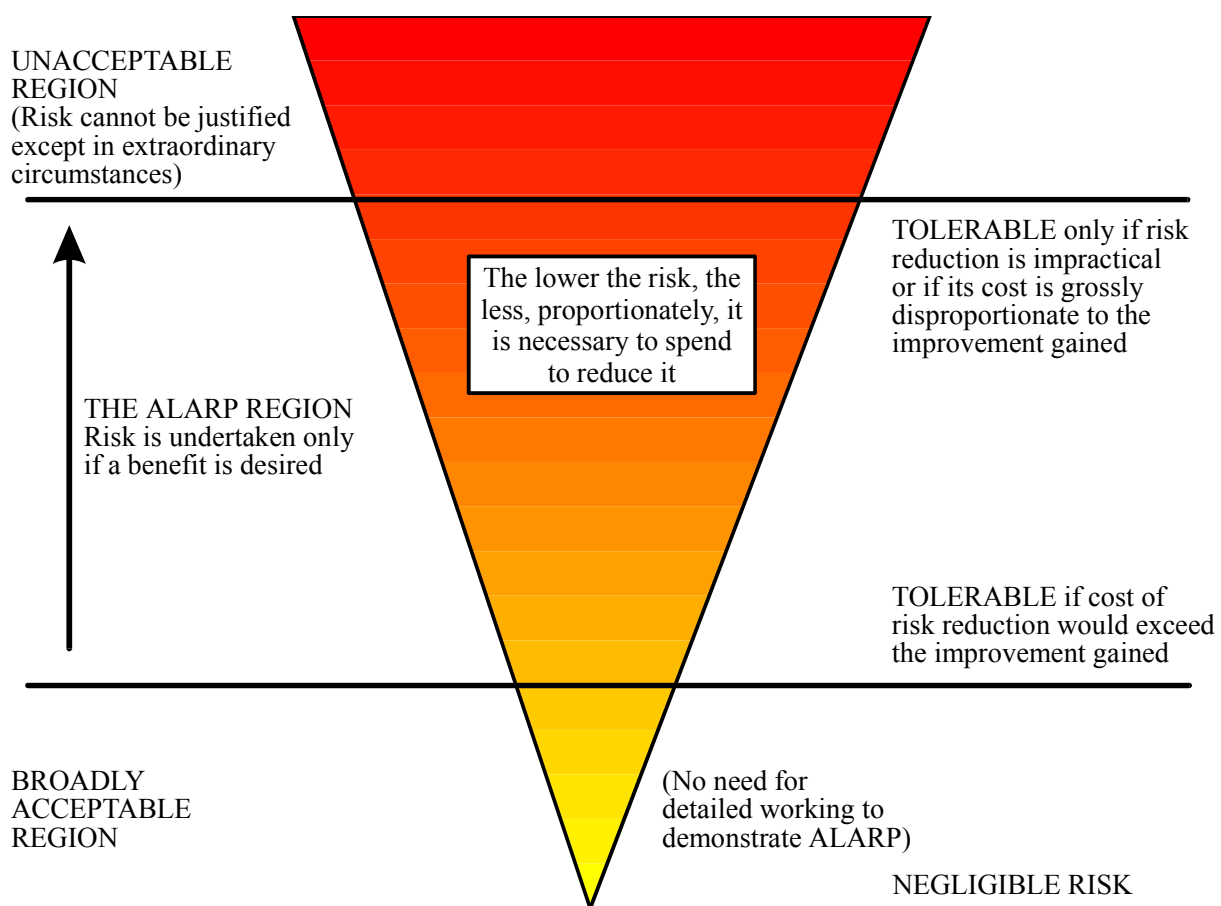 UNACCEPTABLE
REGION
(Risk cannot be justified
except in extraordinary
circumstances)
TOLERABLE only if risk
reduction is impractical
or if its cost is grossly
disproportionate to the
improvement gained
The lower the risk, the
less, proportionately, it
is necessary to spend
to reduce it
THE ALARP REGION
Risk is undertaken only
if a benefit is desired
TOLERABLE if cost of
risk reduction would exceed
the improvement gained
BROADLY
ACCEPTABLE
REGION
(No need for
detailed working to
demonstrate ALARP)
NEGLIGIBLE RISK